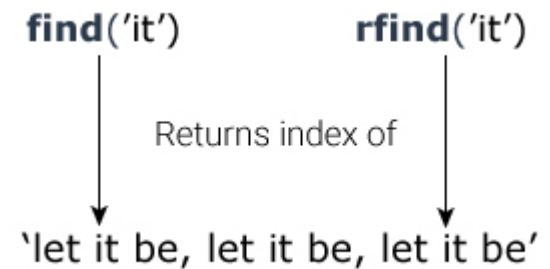 find('it') rfind('it')
Returns index of
‘let it be, let it be, let it be’